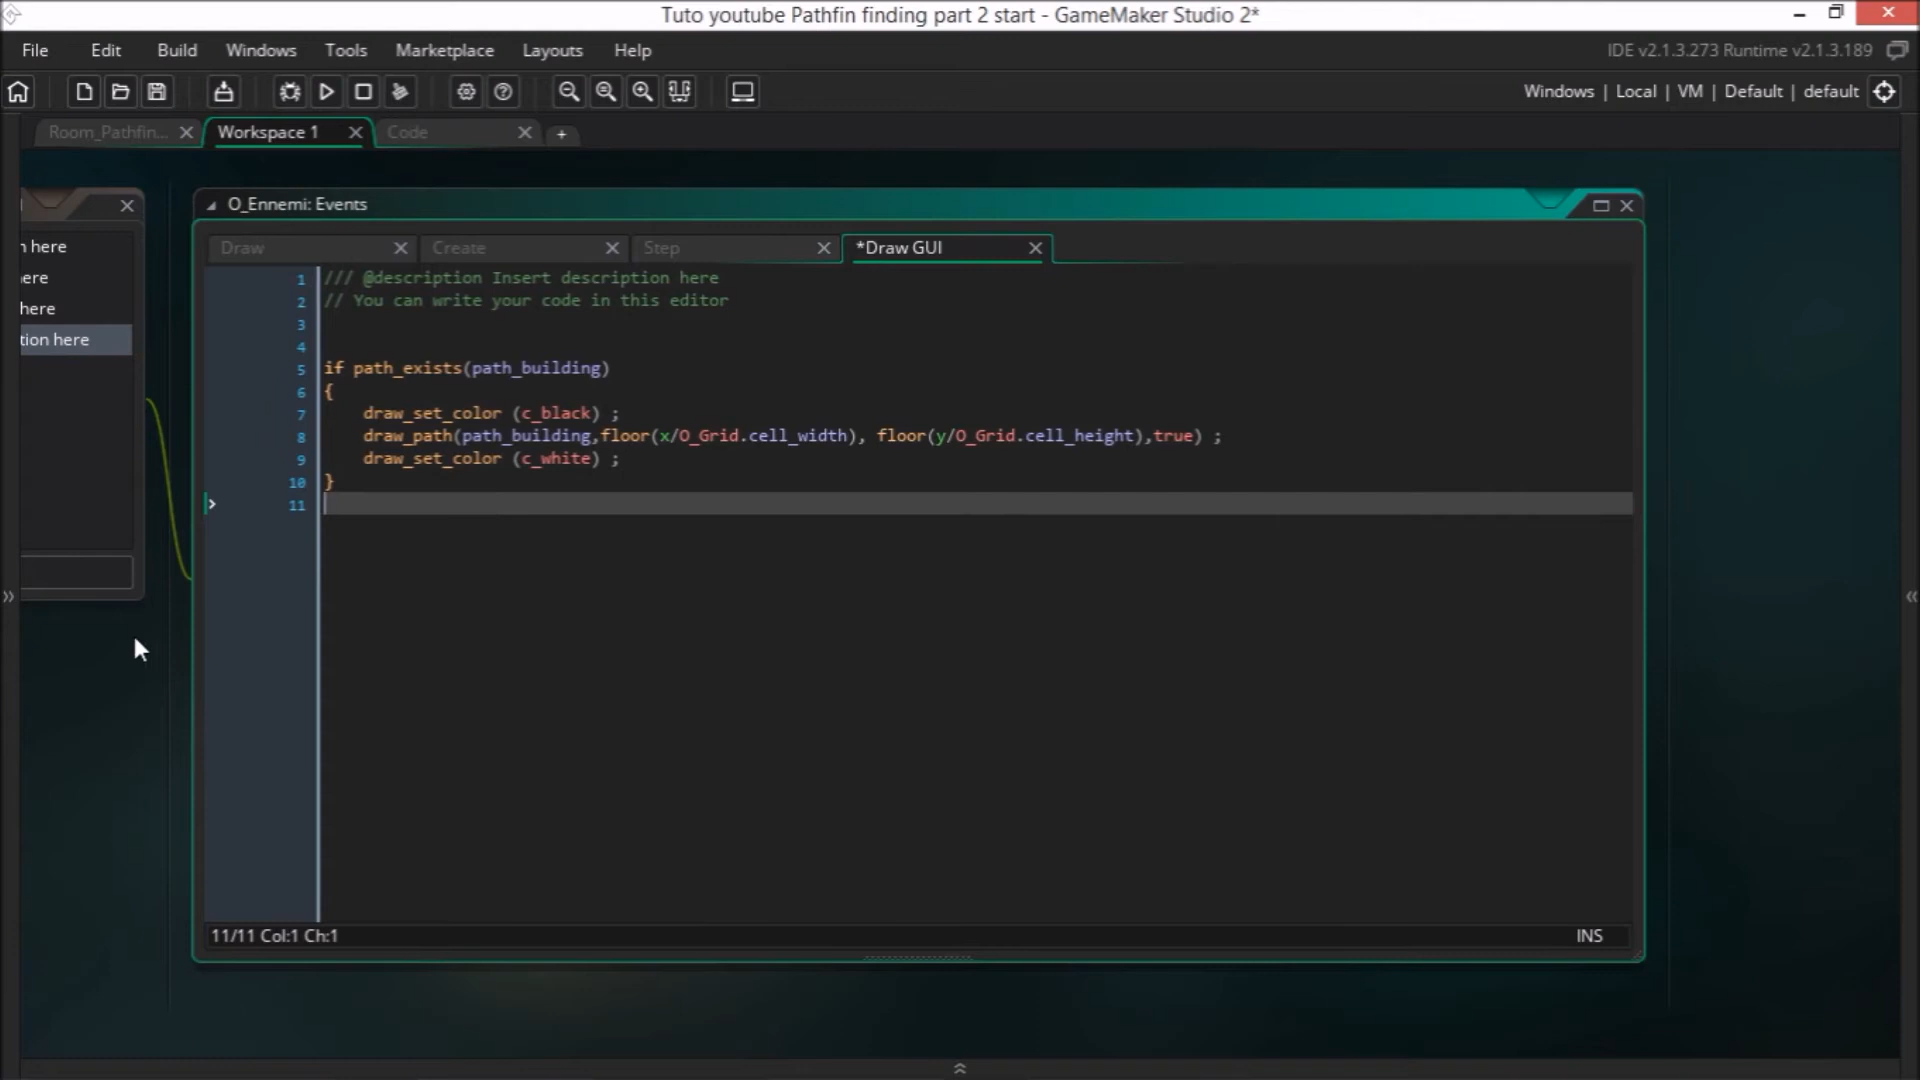 Tuto youtube Pathfin finding part 2 start - GameMaker Studio 2*
File Edit Build Windows Tools Marketplace Layouts Help
IDE v2.1.3.273 Runtime v2.1.3.189
Windows | Local | VM | Default | default
Room_Pathfin... Workspace 1 Code
O_Ennemi: Events
n here
ere
here
tion here
Draw Create Step *Draw GUI
1 /// @description Insert description here
2 // You can write your code in this editor
3
4
5 if path_exists(path_building)
6 {
7 draw_set_color (c_black) ;
8 draw_path(path_building,floor(x/O_Grid.cell_width), floor(y/O_Grid.cell_height),true) ;
9 draw_set_color (c_white) ;
10 }
11
11/11 Col:1 Ch:1
INS